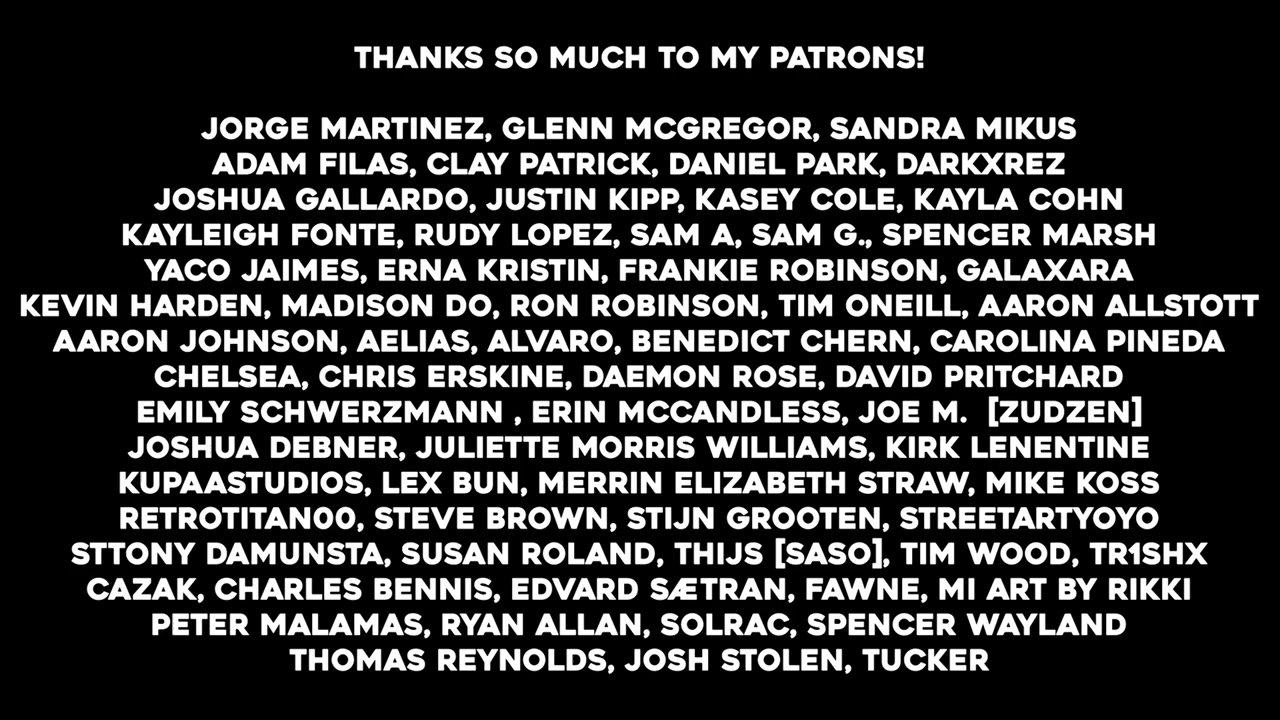 THANKS SO MUCH TO MY PATRONS!
JORGE MARTINEZ, GLENN MCGREGOR, SANDRA MIKUS
ADAM FILAS, CLAY PATRICK, DANIEL PARK, DARKXREZ
JOSHUA GALLARDO, JUSTIN KIPP, KASEY COLE, KAYLA COHN
KAYLEIGH FONTE, RUDY LOPEZ, SAM A, SAM G., SPENCER MARSH
YACO JAIMES, ERNA KRISTIN, FRANKIE ROBINSON, GALAXARA
KEVIN HARDEN, MADISON DO, RON ROBINSON, TIM ONEILL, AARON ALLSTOTT
AARON JOHNSON, AELIAS, ALVARO, BENEDICT CHERN, CAROLINA PINEDA
CHELSEA, CHRIS ERSKINE, DAEMON ROSE, DAVID PRITCHARD
EMILY SCHWERZMANN , ERIN MCCANDLESS, JOE M.  [ZUDZEN]
JOSHUA DEBNER, JULIETTE MORRIS WILLIAMS, KIRK LENENTINE
KUPAASTUDIOS, LEX BUN, MERRIN ELIZABETH STRAW, MIKE KOSS
RETROTITAN00, STEVE BROWN, STIJN GROOTEN, STREETARTYOYO
STTONY DAMUNSTA, SUSAN ROLAND, THIJS [SASO], TIM WOOD, TR1SHX
CAZAK, CHARLES BENNIS, EDVARD SÆTRAN, FAWNE, MI ART BY RIKKI
PETER MALAMAS, RYAN ALLAN, SOLRAC, SPENCER WAYLAND
THOMAS REYNOLDS, JOSH STOLEN, TUCKER